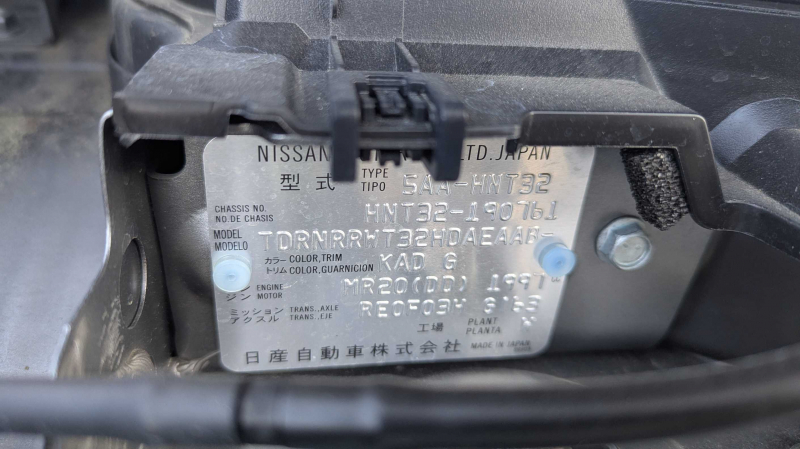 NISSAN LTD. JAPAN
型式 TYPE TIPO 5AA-HNT32
CHASSIS NO. NO. DE CHASIS HNT32-190761
MODEL MODELO TDRNRRWT32HDAEAAB-
カラー COLOR, TRIM トリム COLOR, GUARNICION KAD G
ENGINE ジン MOTOR MR20(DD) 1997
ミッション TRANS., AXLE アクスル TRANS., EJE RE0F03H
工場 PLANT PLANTA
日産自動車株式会社 MADE IN JAPAN